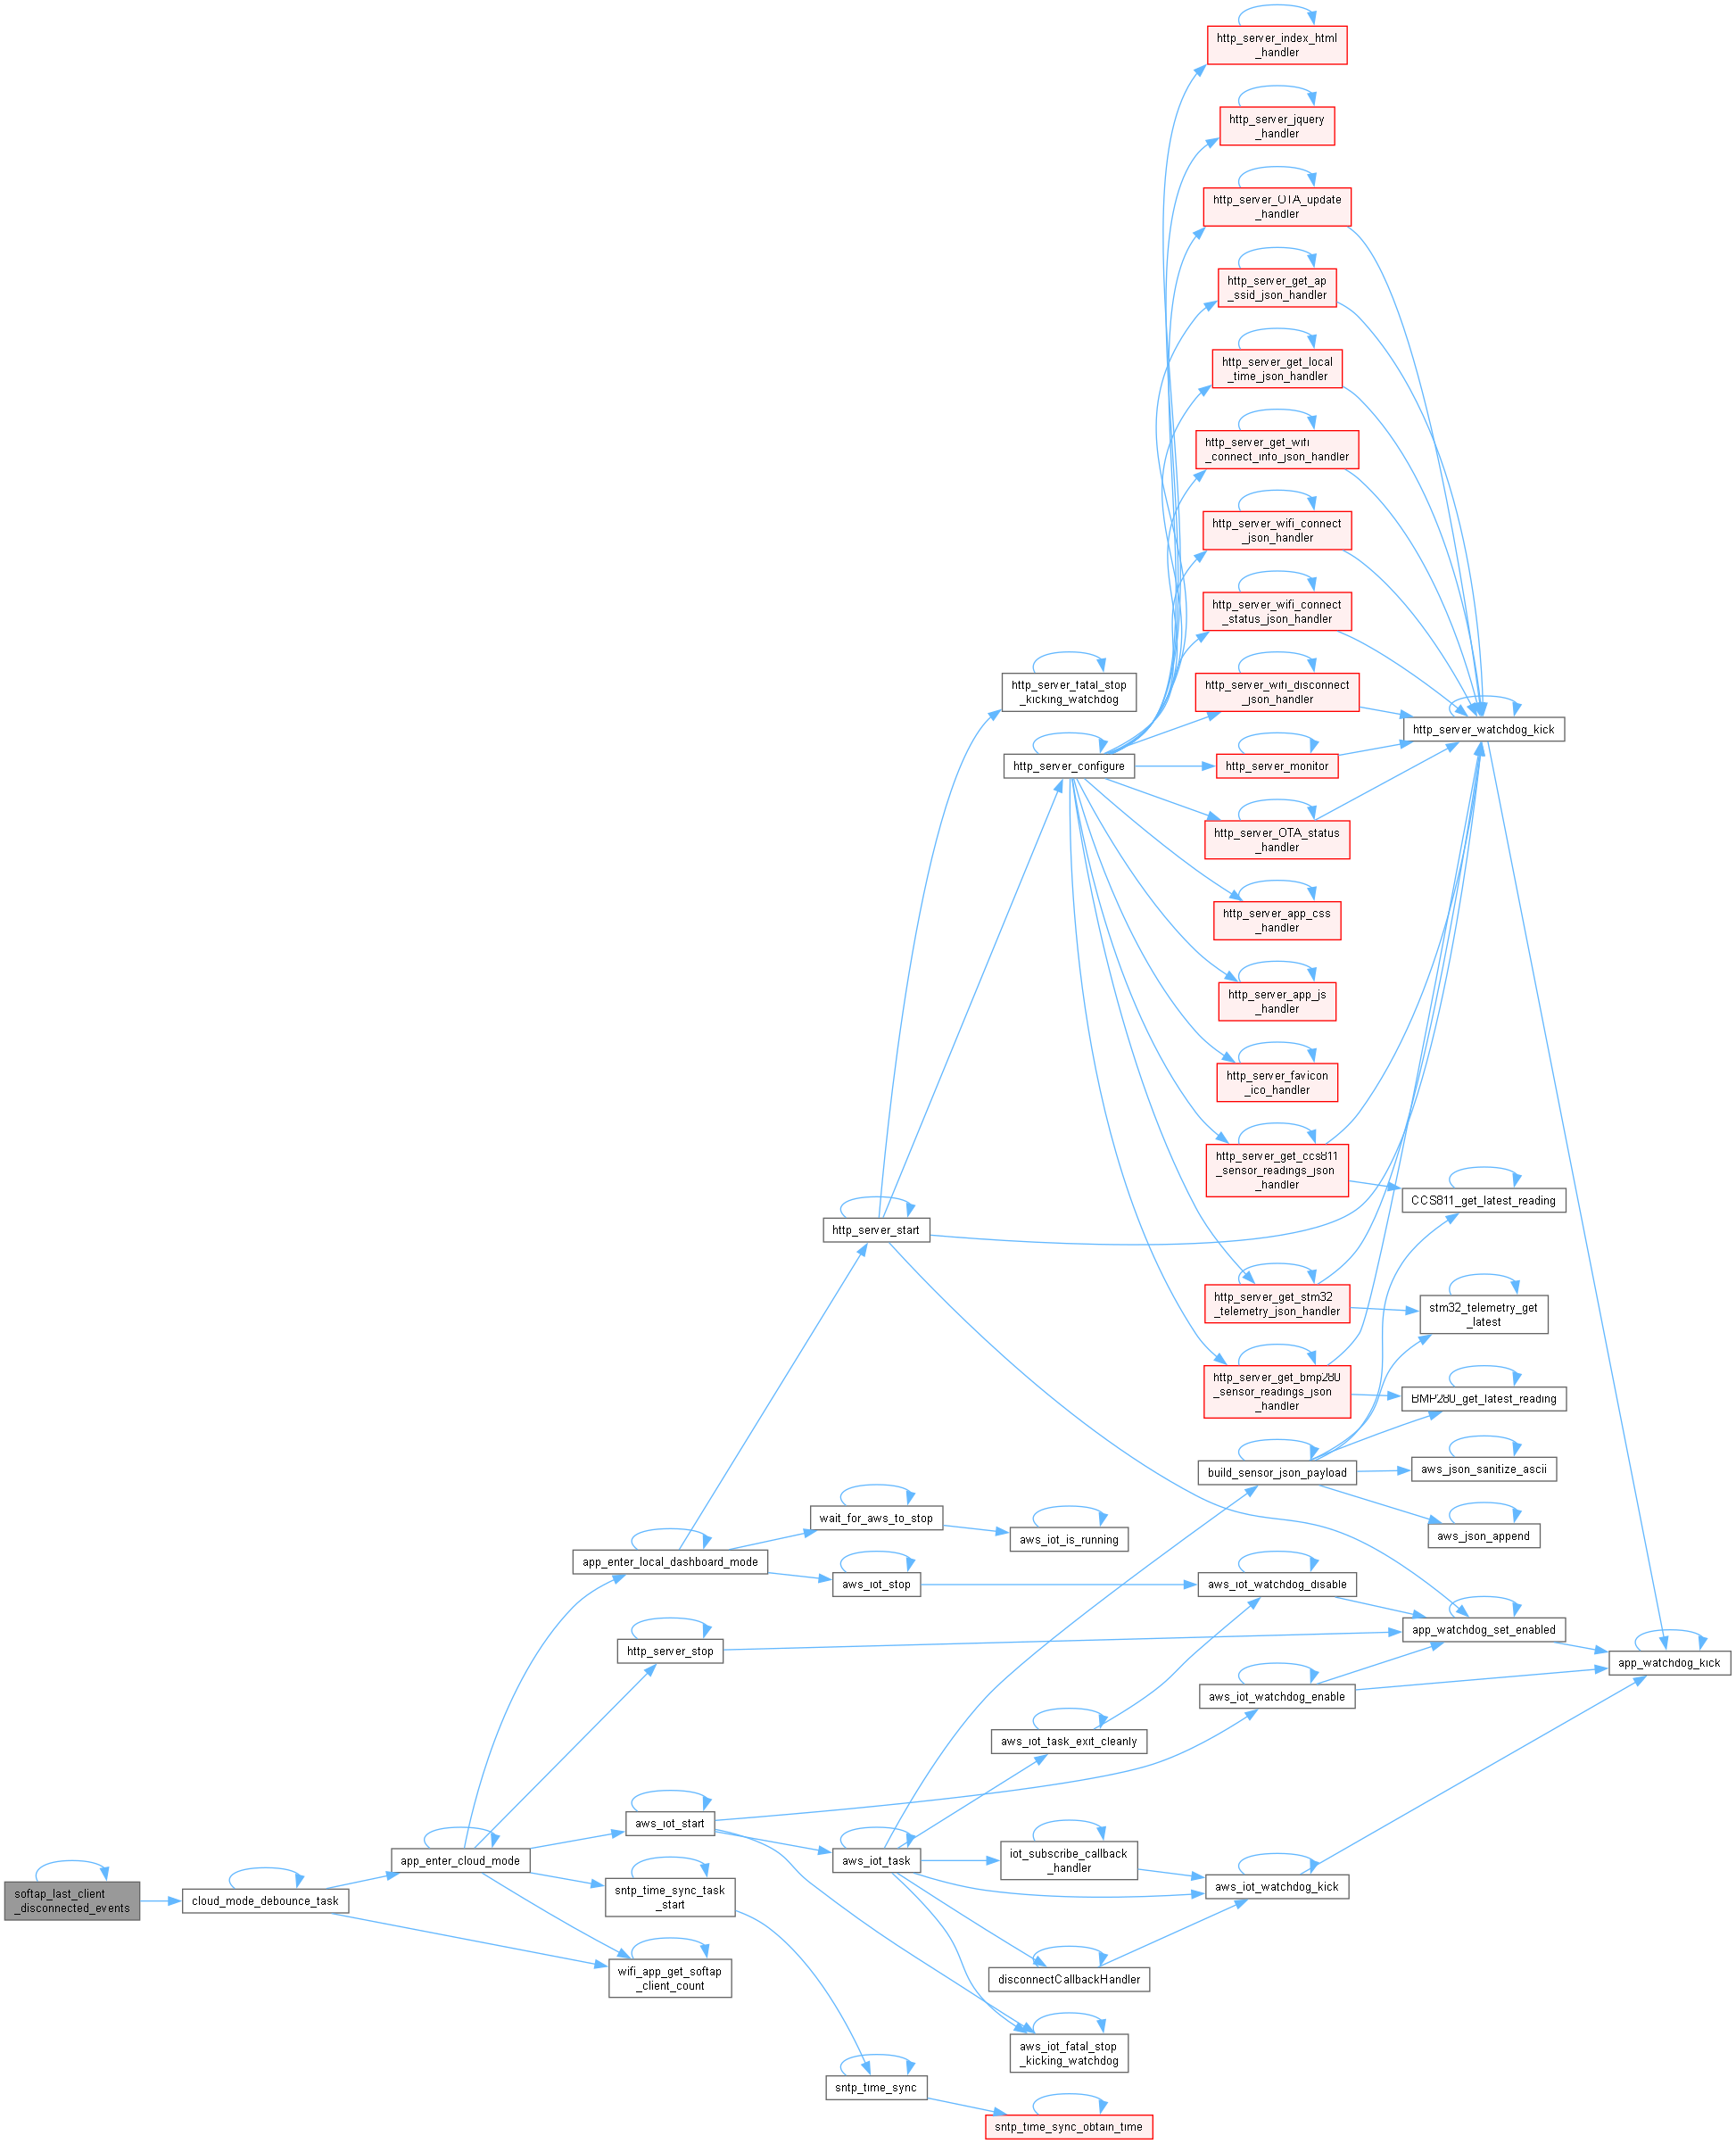 http_server_index_html
_handler
http_server_jquery
_handler
http_server_OTA_update
_handler
http_server_get_ap
_ssid_json_handler
http_server_get_local
_time_json_handler
http_server_get_wifi
_connect_info_json_handler
http_server_wifi_connect
_json_handler
http_server_wifi_connect
_status_json_handler
http_server_fatal_stop
_kicking_watchdog
http_server_wifi_disconnect
_json_handler
http_server_watchdog_kick
http_server_configure
http_server_monitor
http_server_OTA_status
_handler
http_server_app_css
_handler
http_server_app_js
_handler
http_server_favicon
_ico_handler
http_server_get_ccs811
_sensor_readings_json
_handler
CCS811_get_latest_reading
http_server_start
http_server_get_stm32
_telemetry_json_handler
stm32_telemetry_get
_latest
http_server_get_bmp280
_sensor_readings_json
_handler
BMP280_get_latest_reading
build_sensor_json_payload
aws_json_sanitize_ascii
wait_for_aws_to_stop
aws_iot_is_running
aws_json_append
app_enter_local_dashboard_mode
aws_iot_stop
aws_iot_watchdog_disable
http_server_stop
app_watchdog_set_enabled
app_watchdog_kick
aws_iot_watchdog_enable
aws_iot_task_exit_cleanly
aws_iot_start
app_enter_cloud_mode
aws_iot_task
iot_subscribe_callback
_handler
softap_last_client
_disconnected_events
cloud_mode_debounce_task
sntp_time_sync_task
_start
aws_iot_watchdog_kick
wifi_app_get_softap
_client_count
disconnectCallbackHandler
aws_iot_fatal_stop
_kicking_watchdog
sntp_time_sync
sntp_time_sync_obtain_time